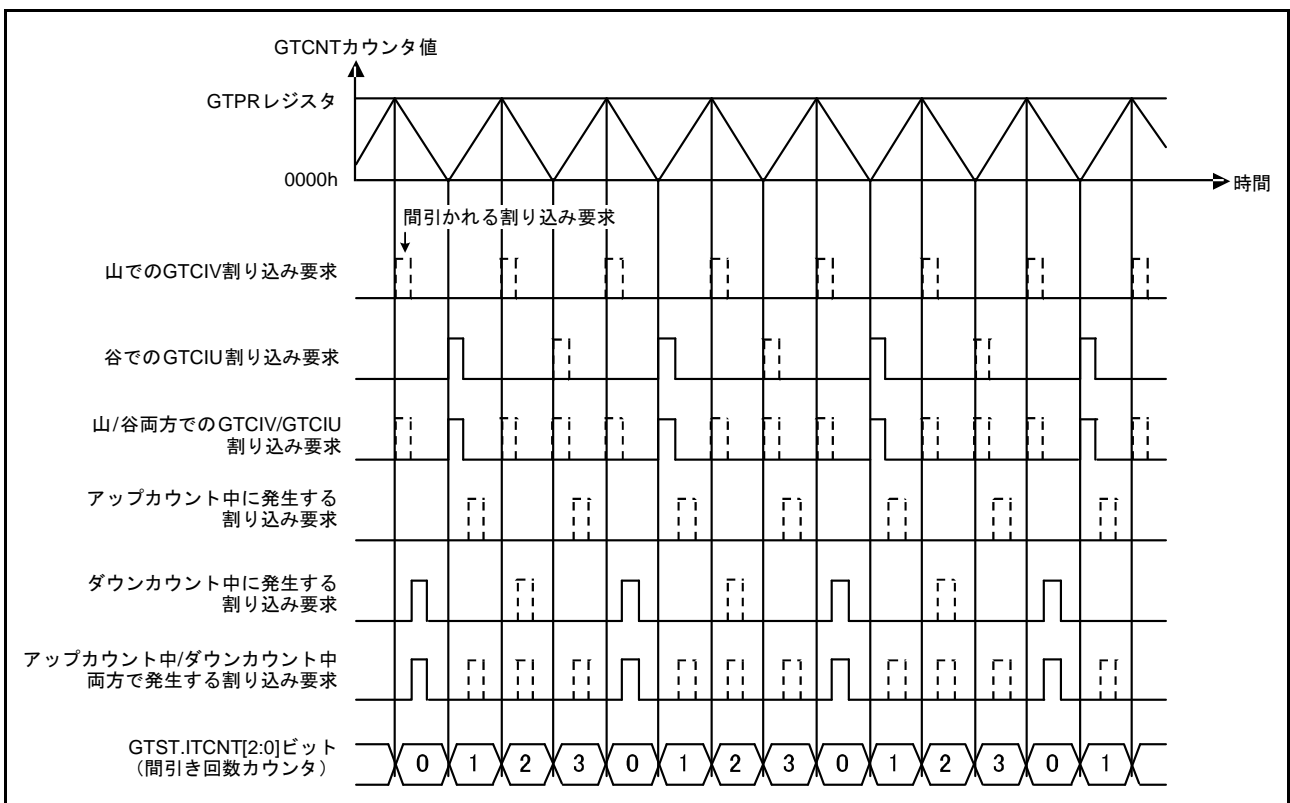 GTCNTカウンタ値
GTPRレジスタ
0000h
時間
間引かれる割り込み要求
山でのGTCIV割り込み要求
谷でのGTCIU割り込み要求
山/谷両方でのGTCIV/GTCIU
割り込み要求
アップカウント中に発生する
割り込み要求
ダウンカウント中に発生する
割り込み要求
アップカウント中/ダウンカウント中
両方で発生する割り込み要求
GTST.ITCNT[2:0]ビット
（間引き回数カウンタ）
0 1 2 3 0 1 2 3 0 1 2 3 0 1